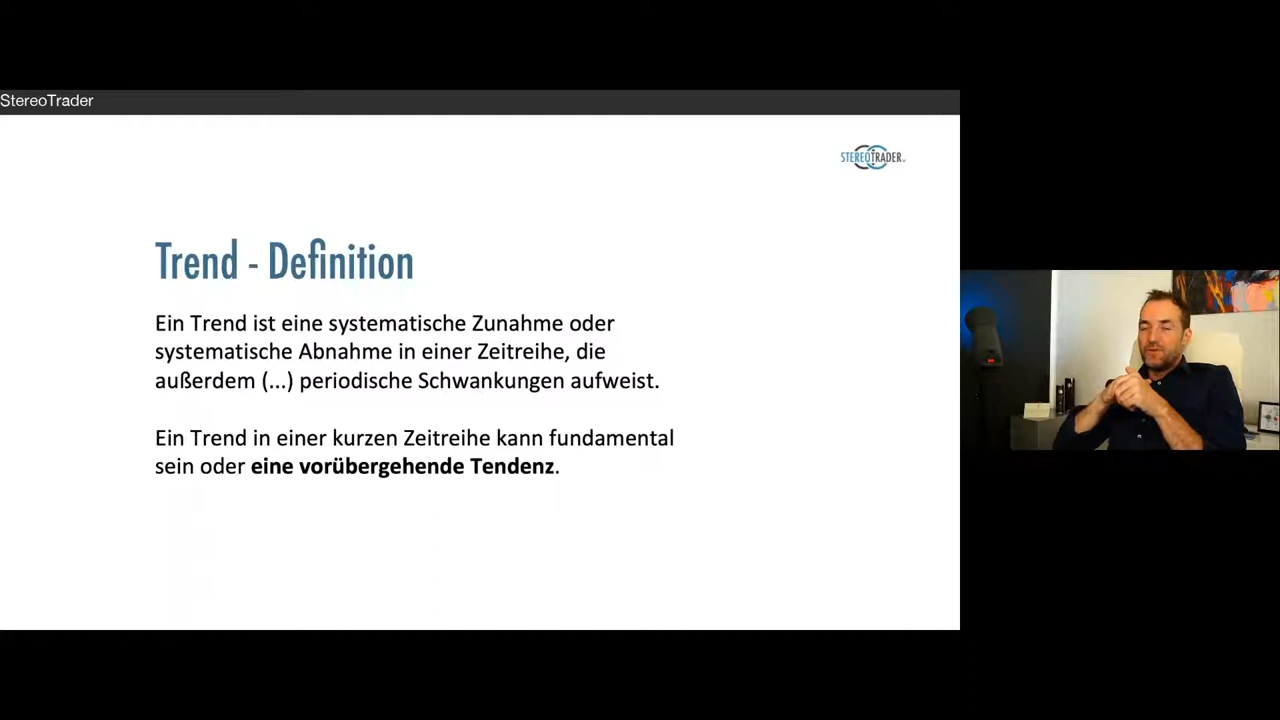 StereoTrader
STEREOTRADER
Trend - Definition
Ein Trend ist eine systematische Zunahme oder
systematische Abnahme in einer Zeitreihe, die
außerdem (...) periodische Schwankungen aufweist.
Ein Trend in einer kurzen Zeitreihe kann fundamental
sein oder eine vorübergehende Tendenz.